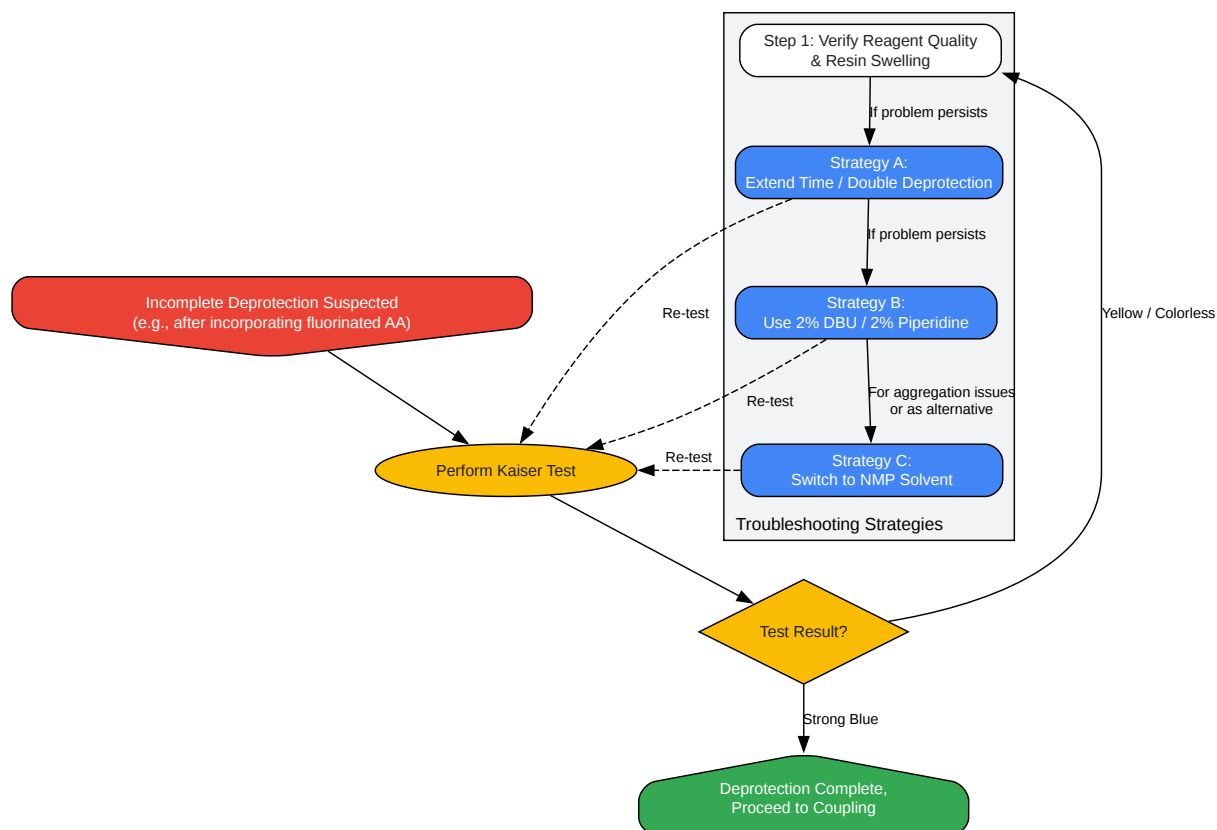 Step 1: Verify Reagent Quality
& Resin Swelling
If problem persists
Strategy A:
Extend Time / Double Deprotection
If problem persists
Incomplete Deprotection Suspected
(e.g., after incorporating fluorinated AA)
Strategy B:
Use 2% DBU / 2% Piperidine
Re-test
Yellow / Colorless
For aggregation issues
or as alternative
Re-test
Re-test
Perform Kaiser Test
Strategy C:
Switch to NMP Solvent
Troubleshooting Strategies
Test Result?
Strong Blue
Deprotection Complete,
Proceed to Coupling